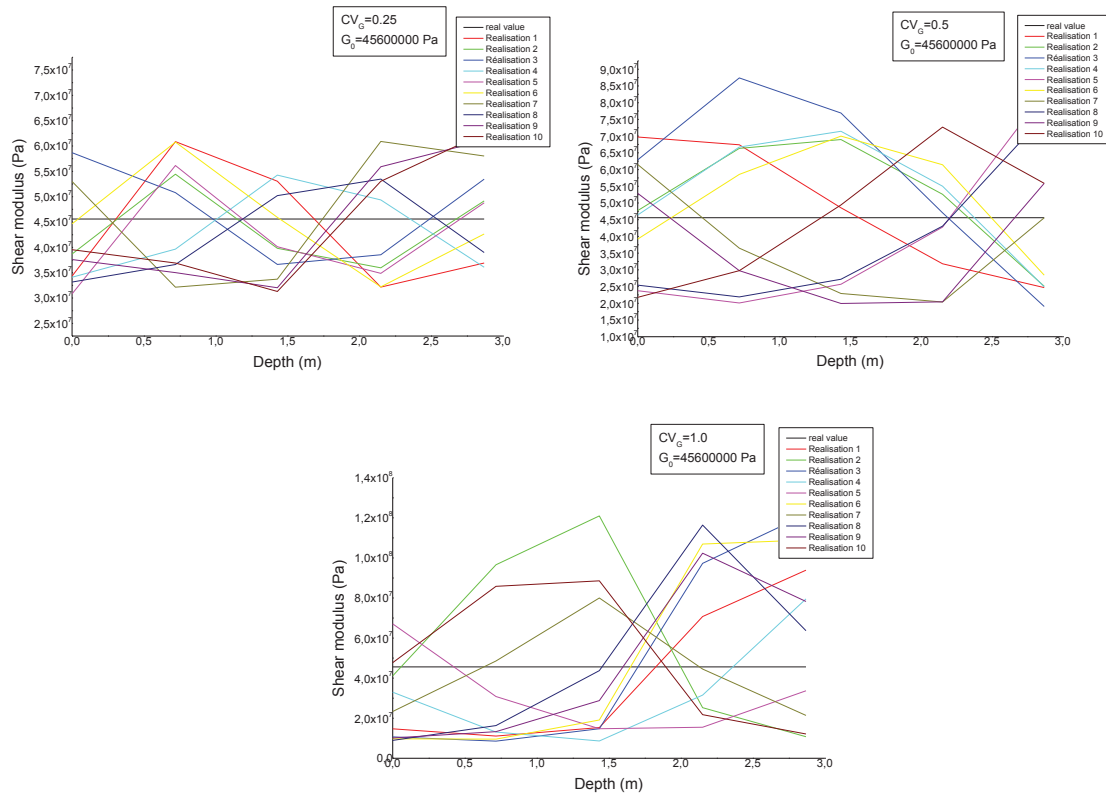 CV_G=0.25
G_0=45600000 Pa
real value
Realisation 1
Realisation 2
Réalisation 3
Realisation 4
Realisation 5
Realisation 6
Realisation 7
Realisation 8
Realisation 9
Realisation 10
7,5x10^7
7,0x10^7
6,5x10^7
6,0x10^7
5,5x10^7
5,0x10^7
4,5x10^7
4,0x10^7
3,5x10^7
3,0x10^7
2,5x10^7
Shear modulus (Pa)
0,0 0,5 1,0 1,5 2,0 2,5 3,0
Depth (m)
CV_G=0.5
G_0=45600000 Pa
real value
Realisation 1
Realisation 2
Réalisation 3
Realisation 4
Realisation 5
Realisation 6
Realisation 7
Realisation 8
Realisation 9
Realisation 10
9,0x10^7
8,5x10^7
8,0x10^7
7,5x10^7
7,0x10^7
6,5x10^7
6,0x10^7
5,5x10^7
5,0x10^7
4,5x10^7
4,0x10^7
3,5x10^7
3,0x10^7
2,5x10^7
2,0x10^7
1,5x10^7
1,0x10^7
Shear modulus (Pa)
0,0 0,5 1,0 1,5 2,0 2,5 3,0
Depth (m)
CV_G=1.0
G_0=45600000 Pa
real value
Realisation 1
Realisation 2
Réalisation 3
Realisation 4
Realisation 5
Realisation 6
Realisation 7
Realisation 8
Realisation 9
Realisation 10
1,4x10^8
1,2x10^8
1,0x10^8
8,0x10^7
6,0x10^7
4,0x10^7
2,0x10^7
0,0
Shear modulus (Pa)
0,0 0,5 1,0 1,5 2,0 2,5 3,0
Depth (m)